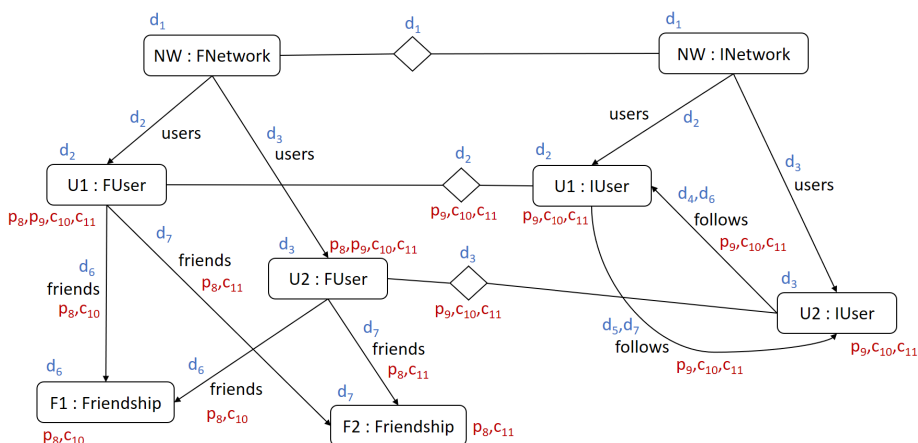 d₁
d₁
d₁
NW : FNetwork
NW : INetwork
d₂
users
d₃
users
users
d₂
d₃
users
d₂
U1 : FUser
p₈,p₉,c₁₀,c₁₁
d₂
p₉,c₁₀,c₁₁
d₂
U1 : IUser
p₉,c₁₀,c₁₁
d₄,d₆
follows
p₉,c₁₀,c₁₁
d₇
friends
p₈,c₁₁
d₃
p₈,p₉,c₁₀,c₁₁
U2 : FUser
d₃
p₉,c₁₀,c₁₁
d₃
U2 : IUser
p₉,c₁₀,c₁₁
d₆
friends
p₈,c₁₀
d₅,d₇
follows
p₉,c₁₀,c₁₁
d₇
friends
p₈,c₁₁
d₆
friends
p₈,c₁₀
d₆
F1 : Friendship
p₈,c₁₀
d₇
F2 : Friendship
p₈,c₁₁